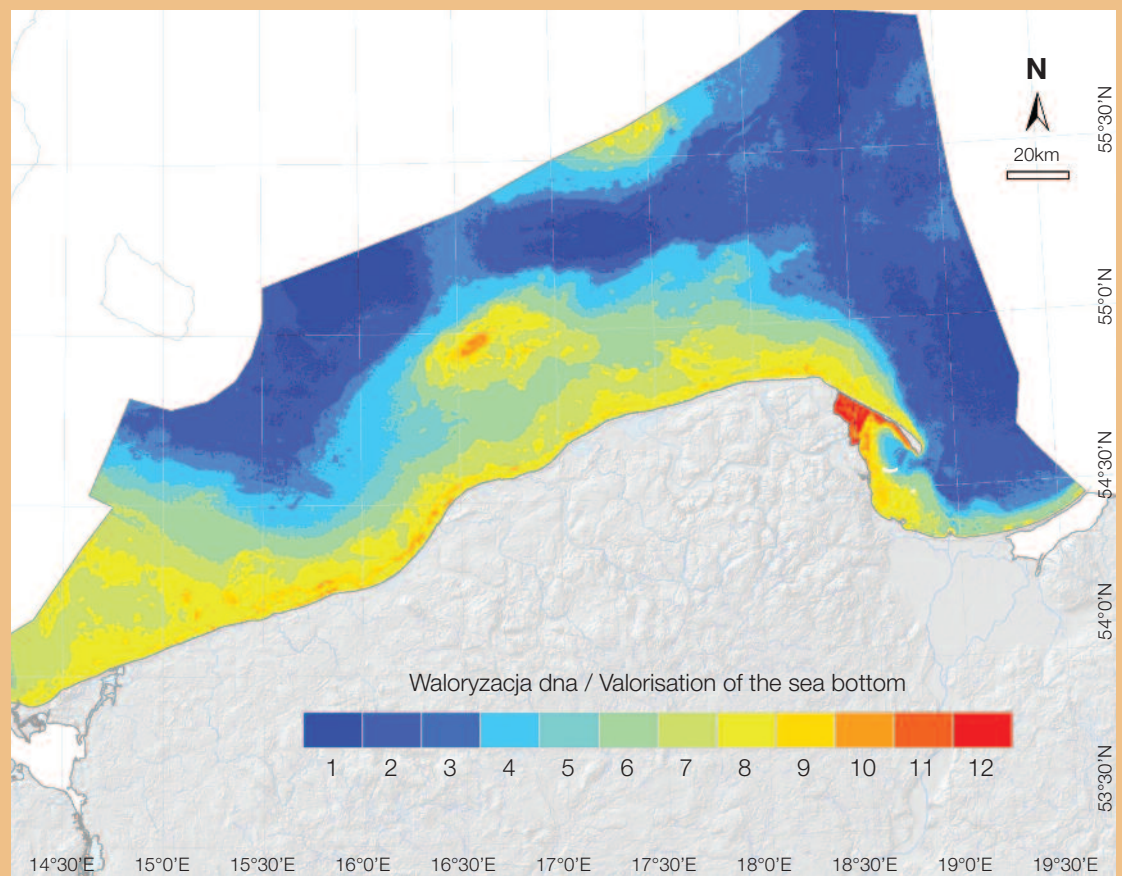 N
20km
55°30'N
55°0'N
54°30'N
54°0'N
53°30'N
Waloryzacja dna / Valorisation of the sea bottom
1 2 3 4 5 6 7 8 9 10 11 12
14°30'E 15°0'E 15°30'E 16°0'E 16°30'E 17°0'E 17°30'E 18°0'E 18°30'E 19°0'E 19°30'E